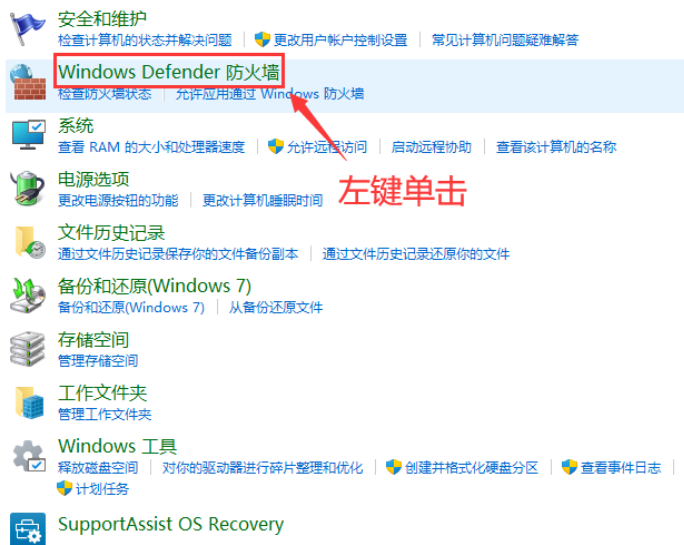 安全和维护
检查计算机的状态并解决问题 更改用户帐户控制设置 常见计算机问题疑难解答
Windows Defender 防火墙
检查防火墙状态 允许应用通过 Windows 防火墙
系统
查看 RAM 的大小和处理器速度 允许远程访问 启动远程协助 查看该计算机的名称
电源选项
更改电源按钮的功能 更改计算机睡眠时间
左键单击
文件历史记录
通过文件历史记录保存你的文件备份副本 通过文件历史记录还原你的文件
备份和还原(Windows 7)
备份和还原(Windows 7) 从备份还原文件
存储空间
管理存储空间
工作文件夹
管理工作文件夹
Windows 工具
释放磁盘空间 对你的驱动器进行碎片整理和优化 创建并格式化硬盘分区 查看事件日志
计划任务
SupportAssist OS Recovery